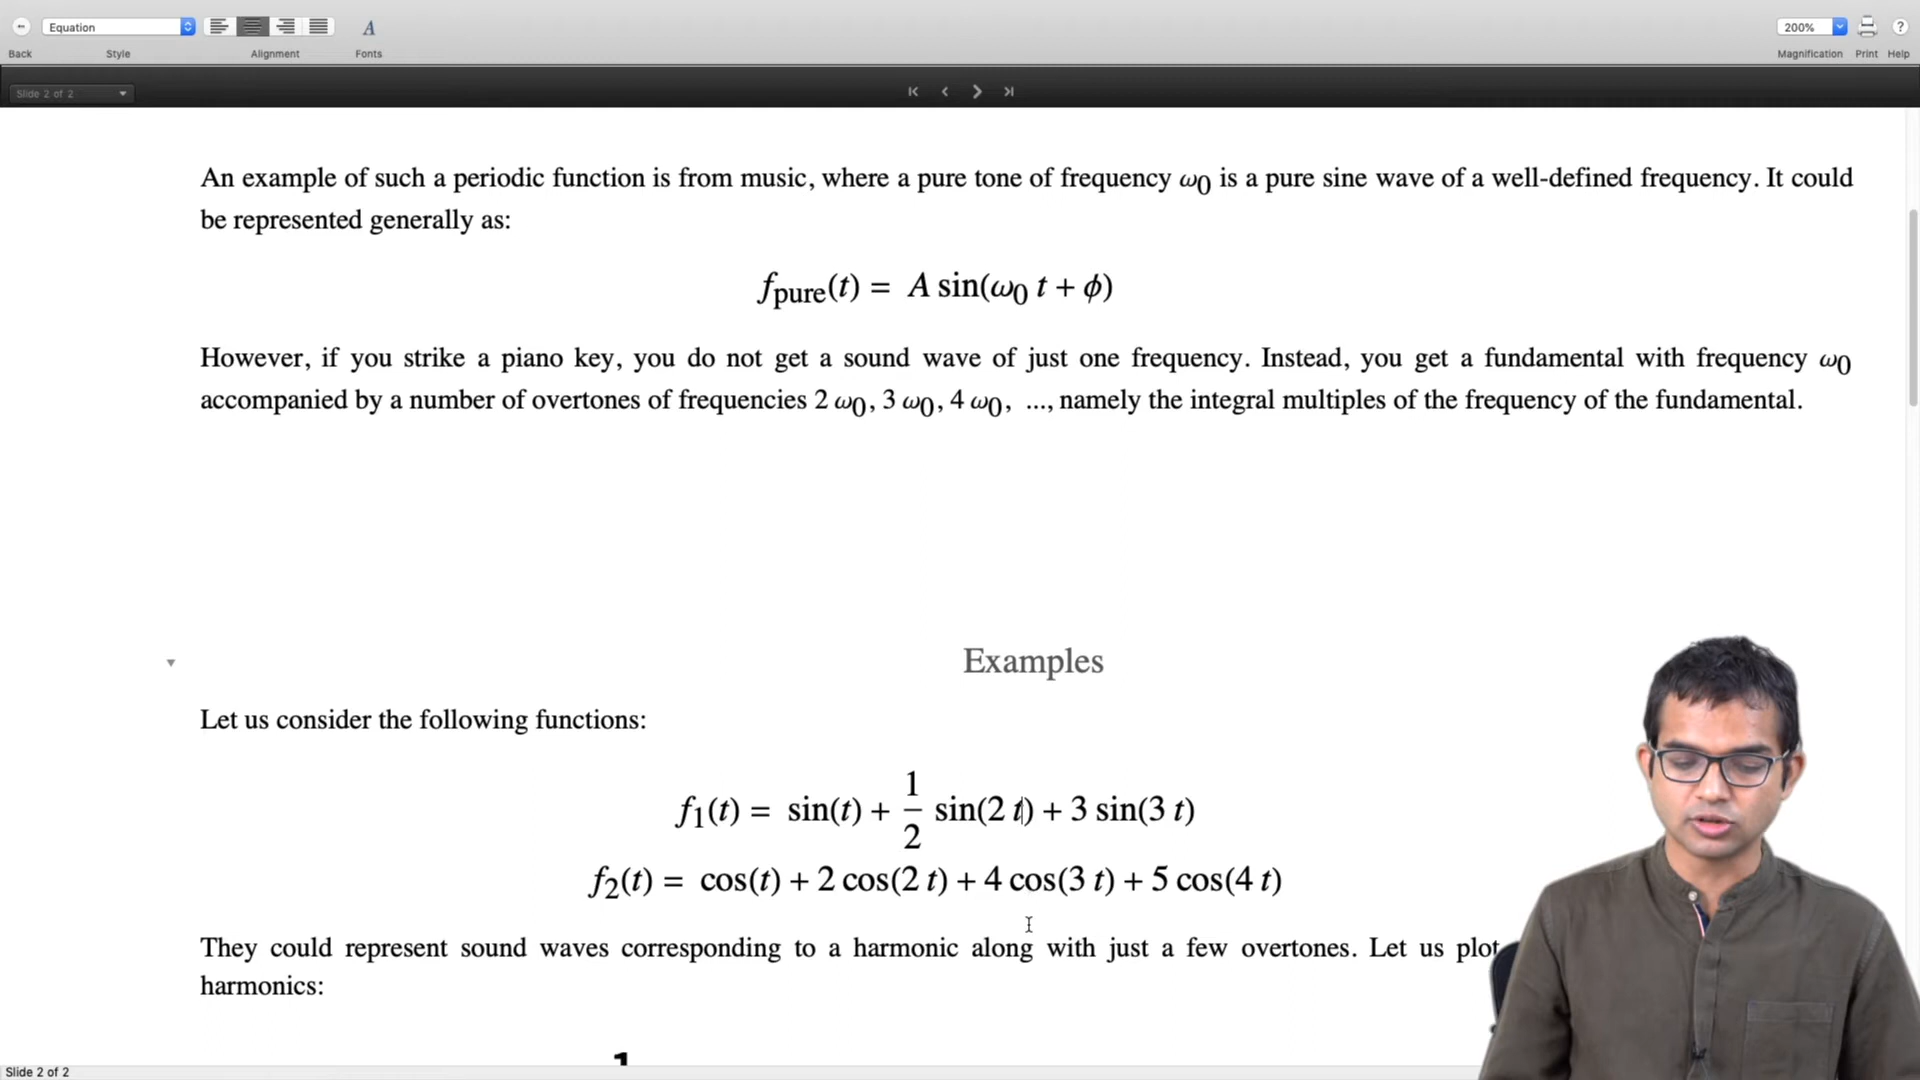 Equation
200%
Back Style Alignment Fonts Magnification Print Help
Slide 2 of 2
An example of such a periodic function is from music, where a pure tone of frequency ω0 is a pure sine wave of a well-defined frequency. It could
be represented generally as:
fpure(t) = A sin(ω0 t + ϕ)
However, if you strike a piano key, you do not get a sound wave of just one frequency. Instead, you get a fundamental with frequency ω0
accompanied by a number of overtones of frequencies 2 ω0, 3 ω0, 4 ω0, ..., namely the integral multiples of the frequency of the fundamental.
Examples
Let us consider the following functions:
f1(t) = sin(t) + 1/2 sin(2 t) + 3 sin(3 t)
f2(t) = cos(t) + 2 cos(2 t) + 4 cos(3 t) + 5 cos(4 t)
They could represent sound waves corresponding to a harmonic along with just a few overtones. Let us plot
harmonics:
Slide 2 of 2